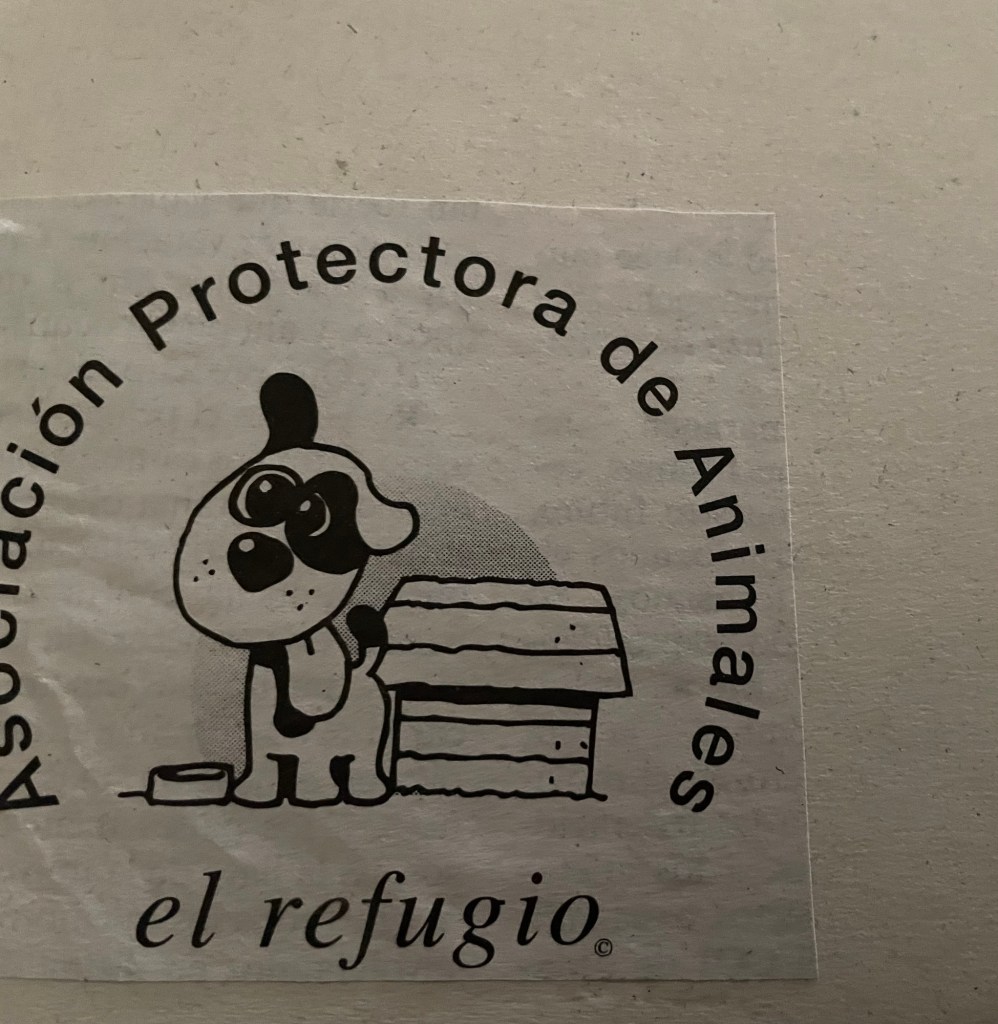 Asociación Protectora de Animales
el refugio ©